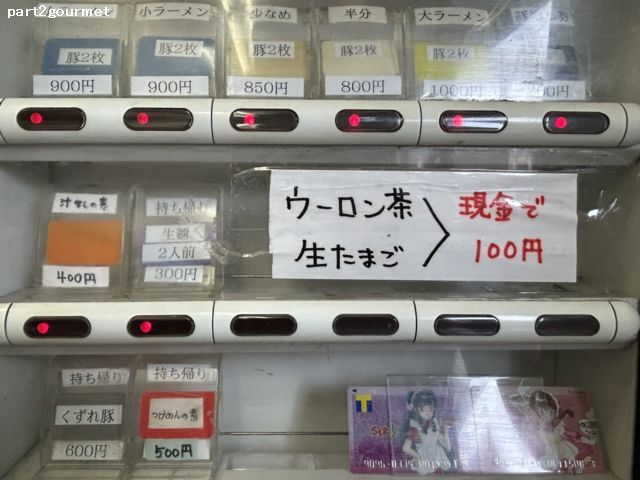 part2gourmet
小ラーメン
少なめ
半分
大ラーメン
豚2枚
豚2枚
豚2枚
豚2枚
豚2枚
900円
900円
850円
800円
1000円
汁なしの素
400円
持ち帰り
生麺
2人前
300円
ウーロン茶
生たまご
現金で
100円
持ち帰り
くずれ豚
600円
持ち帰り
つけめんの素
500円
T